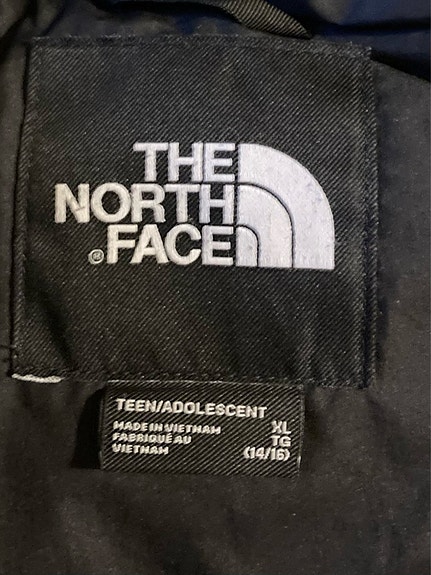 THE
NORTH
® FACE
TEEN/ADOLESCENT
MADE IN VIETNAM XL
FABRIQUÉ AU TG
VIETNAM (14/16)